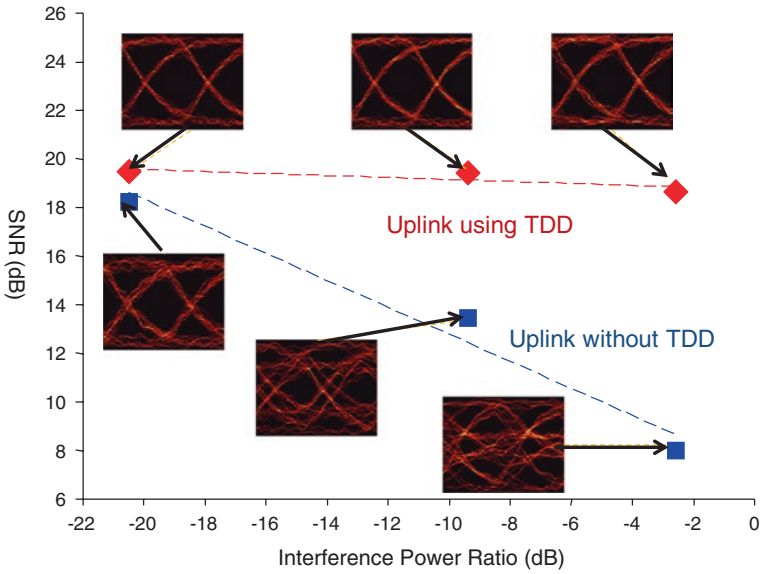 26
24
22
20
18
16
14
12
10
8
6
SNR (dB)
Uplink using TDD
Uplink without TDD
-22 -20 -18 -16 -14 -12 -10 -8 -6 -4 -2 0
Interference Power Ratio (dB)